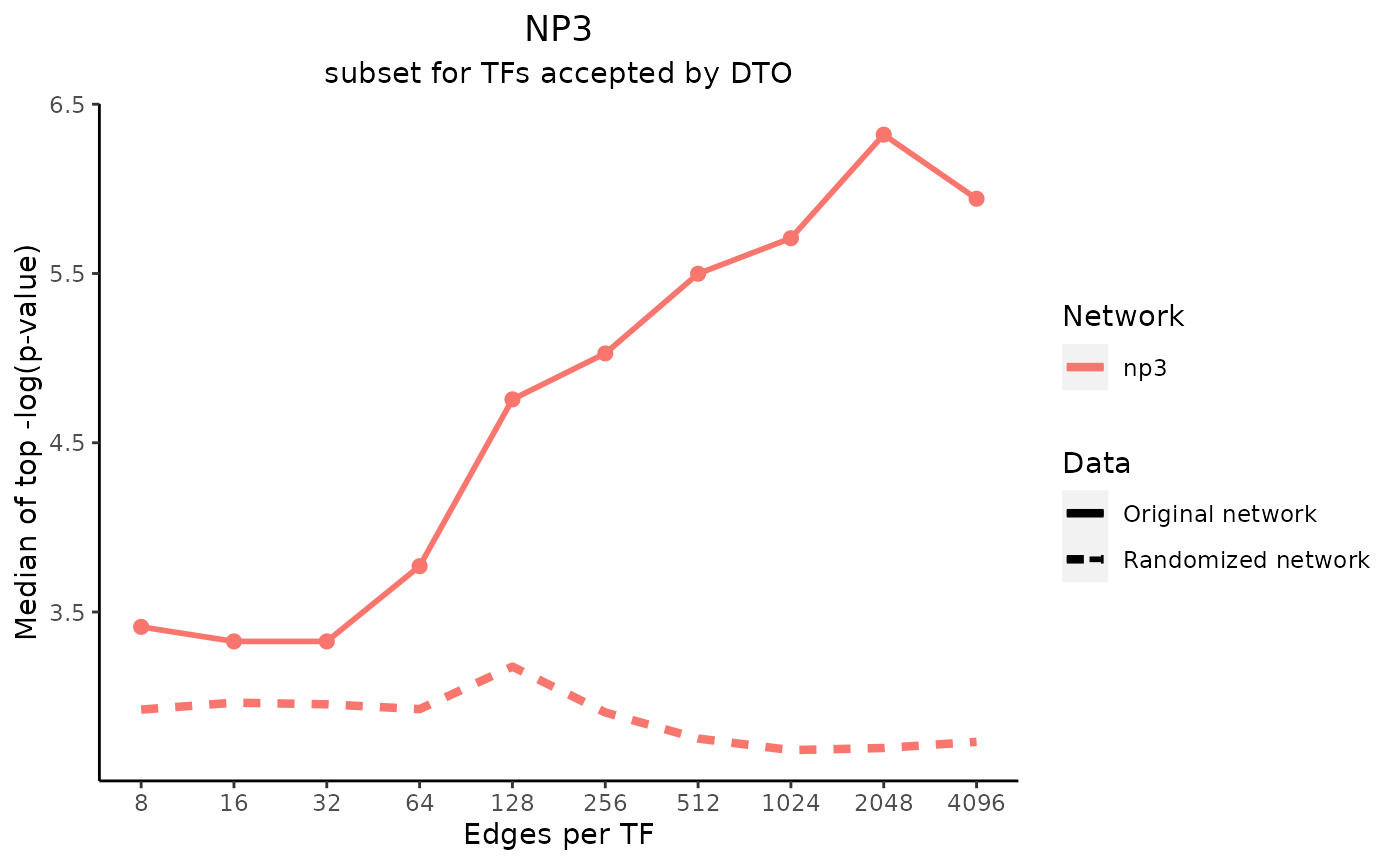 NP3
subset for TFs accepted by DTO
Median of top -log(p-value)
6.5
5.5
4.5
3.5
8 16 32 64 128 256 512 1024 2048 4096
Edges per TF
Network
np3
Data
Original network
Randomized network